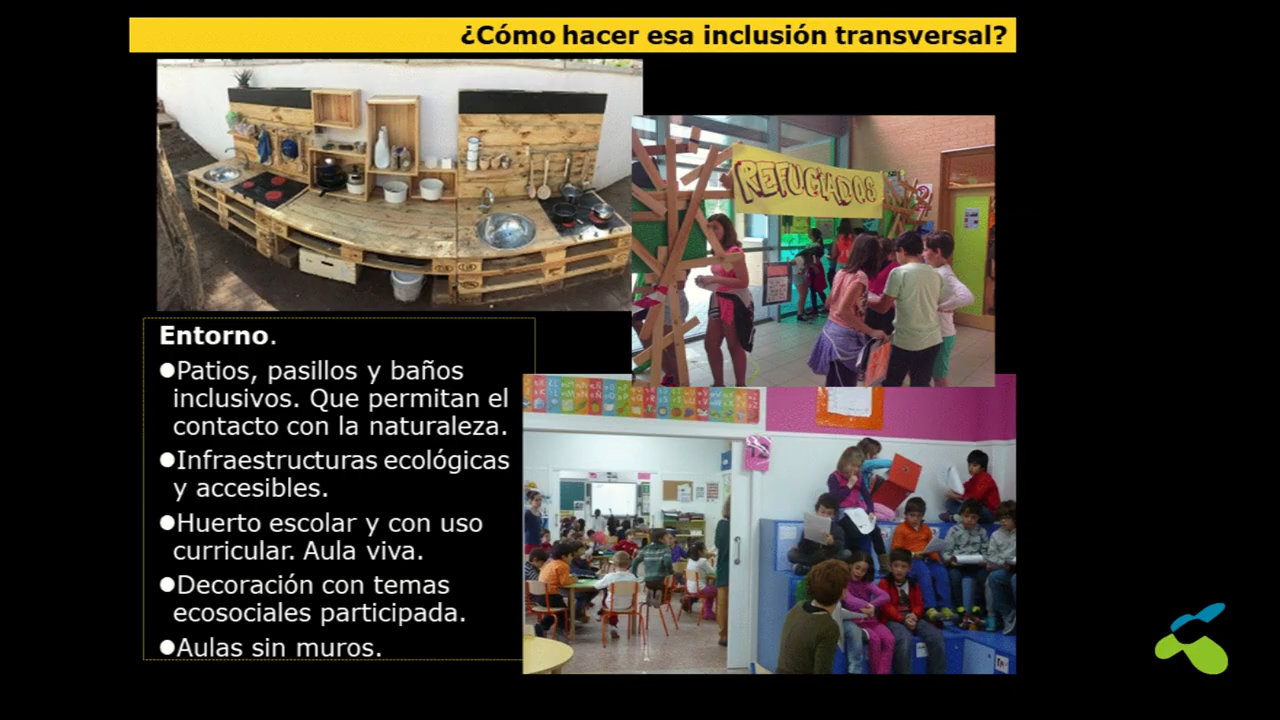 ¿Cómo hacer esa inclusión transversal?
REFUGIADOS
Entorno.
●Patios, pasillos y baños
inclusivos. Que permitan el
contacto con la naturaleza.
●Infraestructuras ecológicas
y accesibles.
●Huerto escolar y con uso
curricular. Aula viva.
●Decoración con temas
ecosociales participada.
●Aulas sin muros.